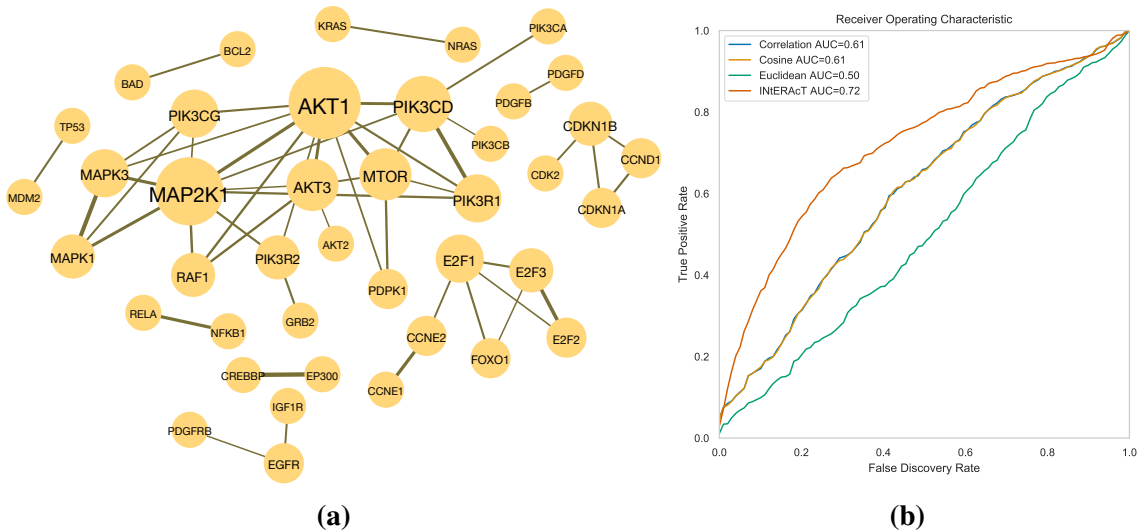 KRAS
NRAS
PIK3CA
BCL2
BAD
PDGFD
PDGFB
AKT1
PIK3CD
PIK3CG
TP53
CDKN1B
PIK3CB
CCND1
MAPK3
CDK2
MDM2
MAP2K1
AKT3
MTOR
PIK3R1
CDKN1A
AKT2
MAPK1
RAF1
PIK3R2
E2F1
E2F3
PDPK1
RELA
NFKB1
GRB2
CCNE2
E2F2
FOXO1
CREBBP
EP300
CCNE1
IGF1R
PDGFRB
EGFR
(a)
Receiver Operating Characteristic
Correlation AUC=0.61
Cosine AUC=0.61
Euclidean AUC=0.50
INtERAcT AUC=0.72
True Positive Rate
1.0
0.8
0.6
0.4
0.2
0.0
0.0 0.2 0.4 0.6 0.8 1.0
False Discovery Rate
(b)